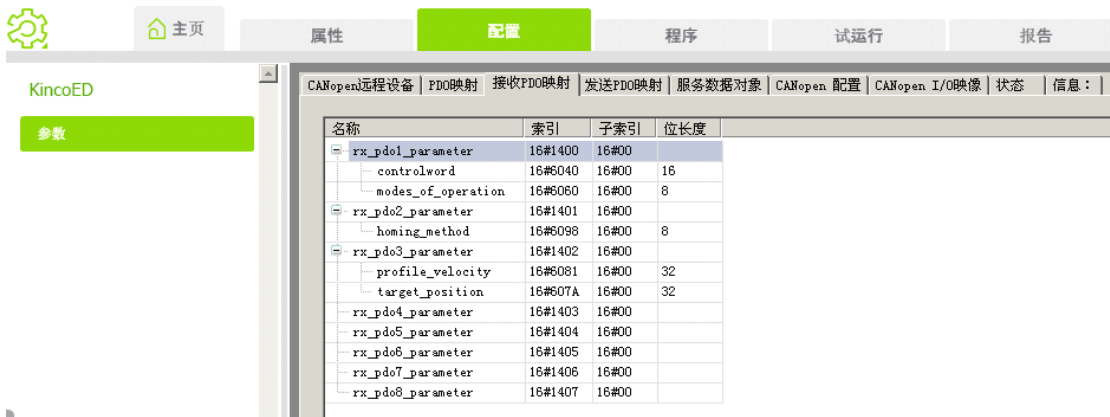 主页 属性 配置 程序 试运行 报告
KincoED
参数
CANopen远程设备 PDO映射 接收PDO映射 发送PDO映射 服务数据对象 CANopen 配置 CANopen I/O映像 状态 信息：
名称 索引 子索引 位长度
rx_pdo1_parameter 16#1400 16#00
controlword 16#6040 16#00 16
modes_of_operation 16#6060 16#00 8
rx_pdo2_parameter 16#1401 16#00
homing_method 16#6098 16#00 8
rx_pdo3_parameter 16#1402 16#00
profile_velocity 16#6081 16#00 32
target_position 16#607A 16#00 32
rx_pdo4_parameter 16#1403 16#00
rx_pdo5_parameter 16#1404 16#00
rx_pdo6_parameter 16#1405 16#00
rx_pdo7_parameter 16#1406 16#00
rx_pdo8_parameter 16#1407 16#00